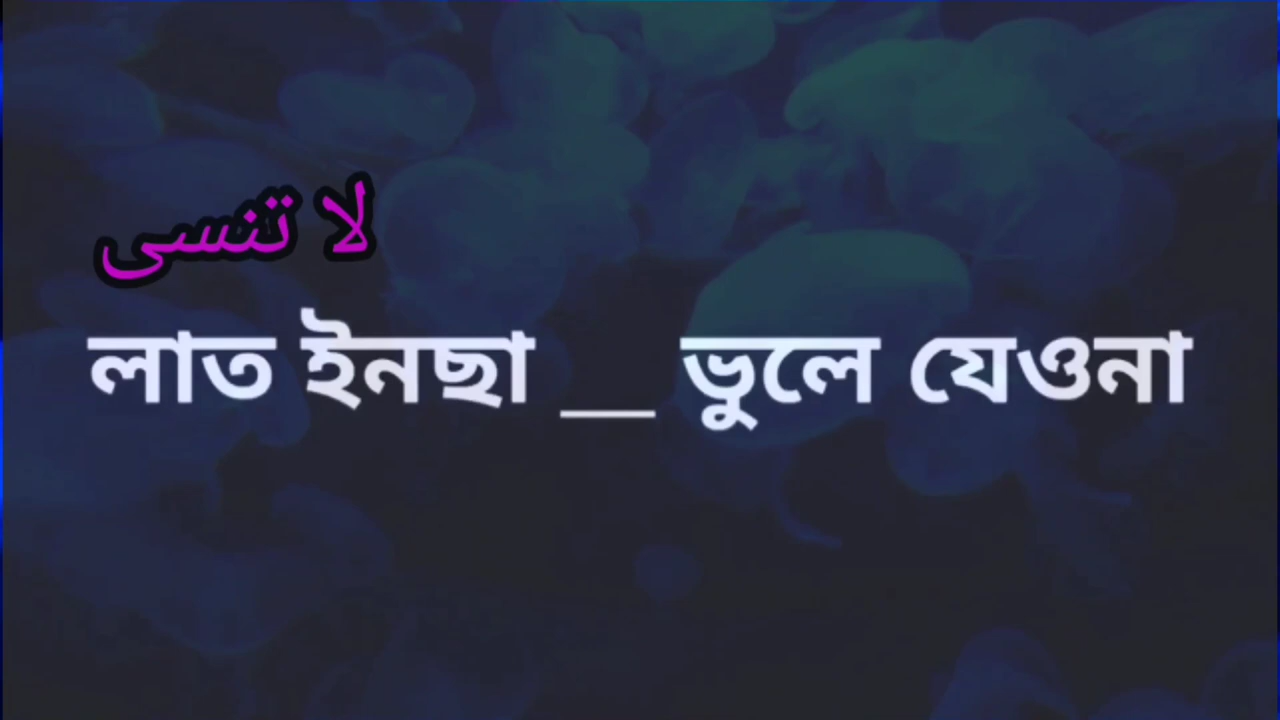 لا تنسى
লাত ইনছা __ ভুলে যেওনা